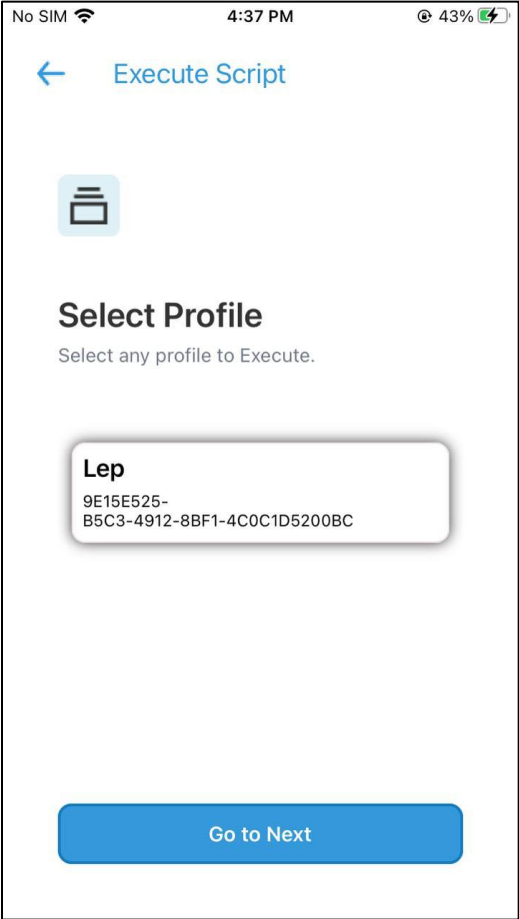 No SIM 4:37 PM 43%
Execute Script
Select Profile
Select any profile to Execute.
Lep
9E15E525-
B5C3-4912-8BF1-4C0C1D5200BC
Go to Next